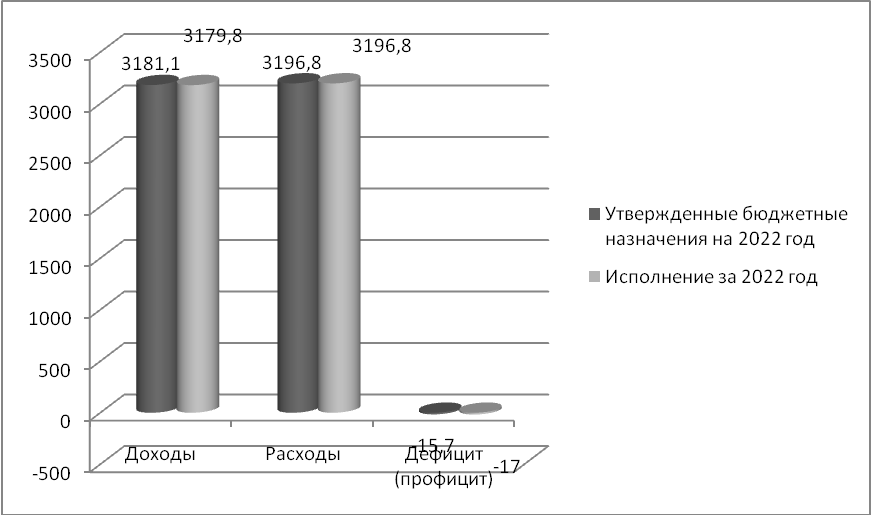 3179,8
3196,8
3181,1
3196,8
3500
3000
2500
2000
1500
1000
500
0
-500
-15,7
-17
Доходы
Расходы
Дефицит
(профицит)
Утвержденные бюджетные
назначения на 2022 год
Исполнение за 2022 год